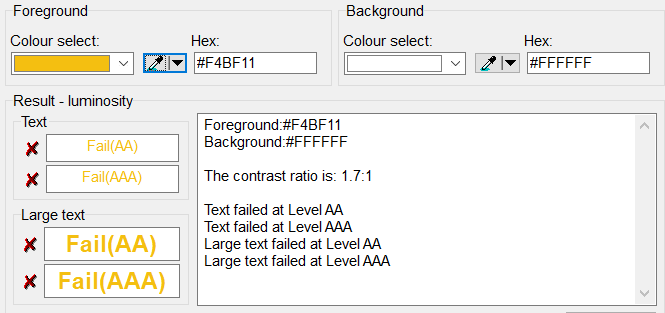 Foreground
Colour select:
Hex:
#F4BF11
Background
Colour select:
Hex:
#FFFFFF
Result - luminosity
Text
Fail(AA)
Fail(AAA)
Large text
Fail(AA)
Fail(AAA)
Foreground:#F4BF11
Background:#FFFFFF
The contrast ratio is: 1.7:1
Text failed at Level AA
Text failed at Level AAA
Large text failed at Level AA
Large text failed at Level AAA